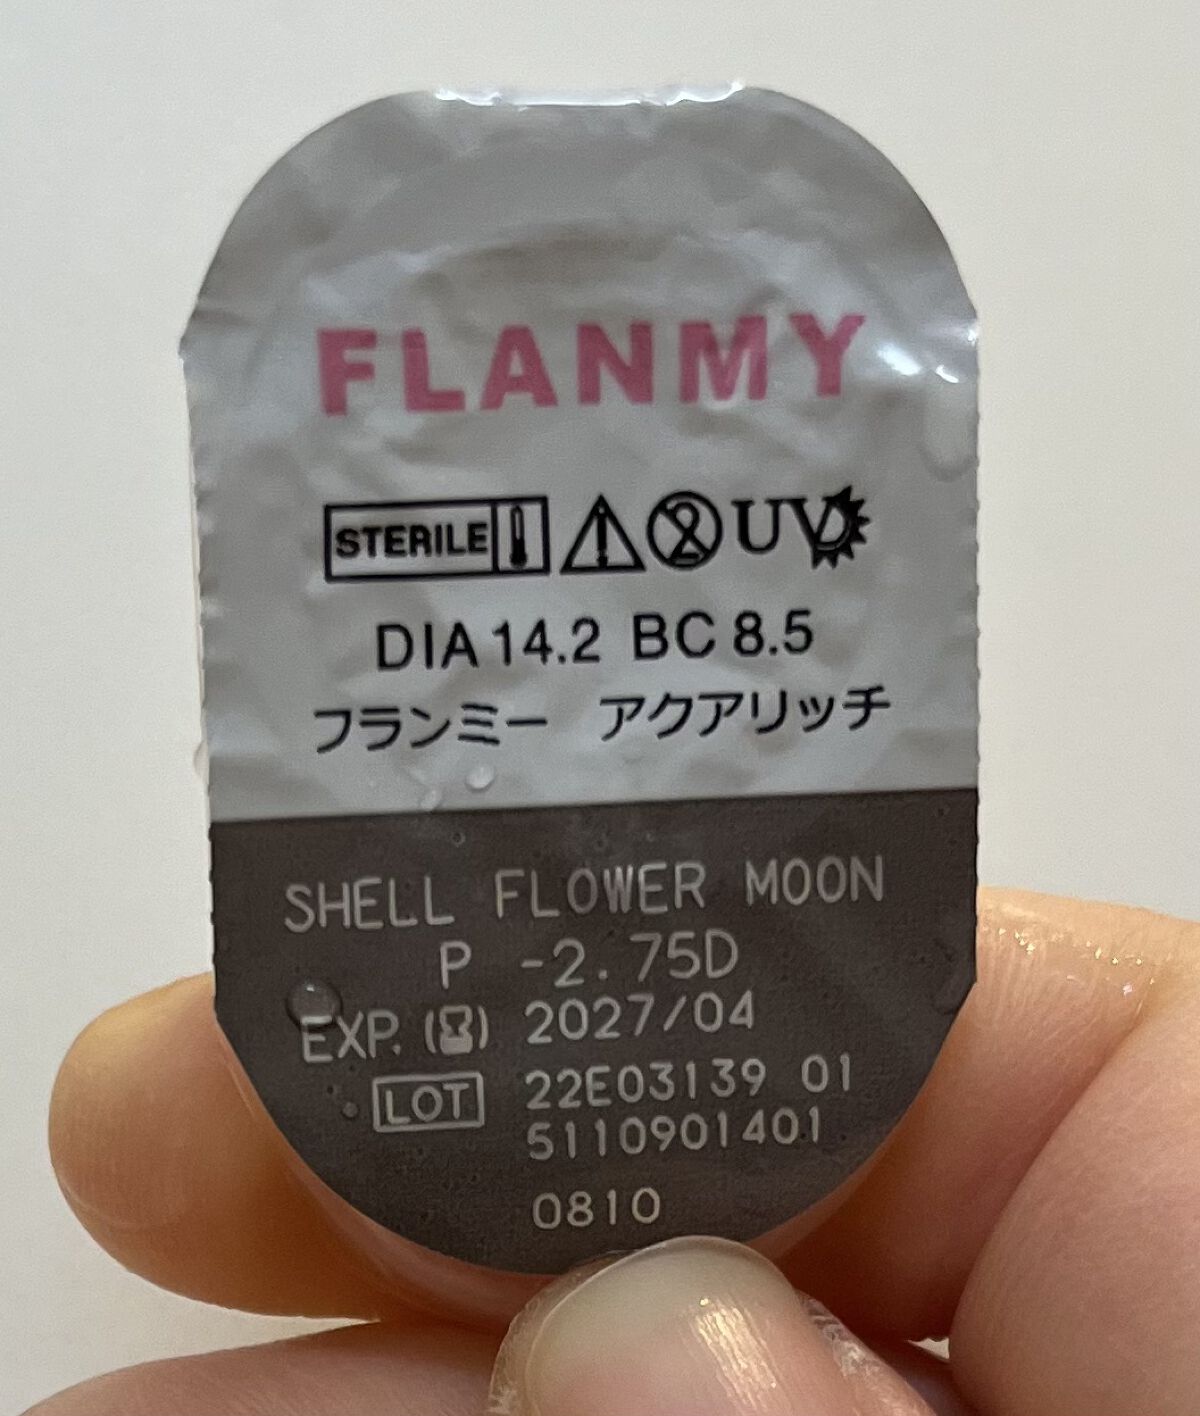 FLANMY
STERILE UV
DIA 14.2 BC 8.5
フランミー アクアリッチ
SHELL FLOWER MOON
P -2.75D
EXP. ( ) 2027/04
LOT 22E03139 01
5110901401
0810